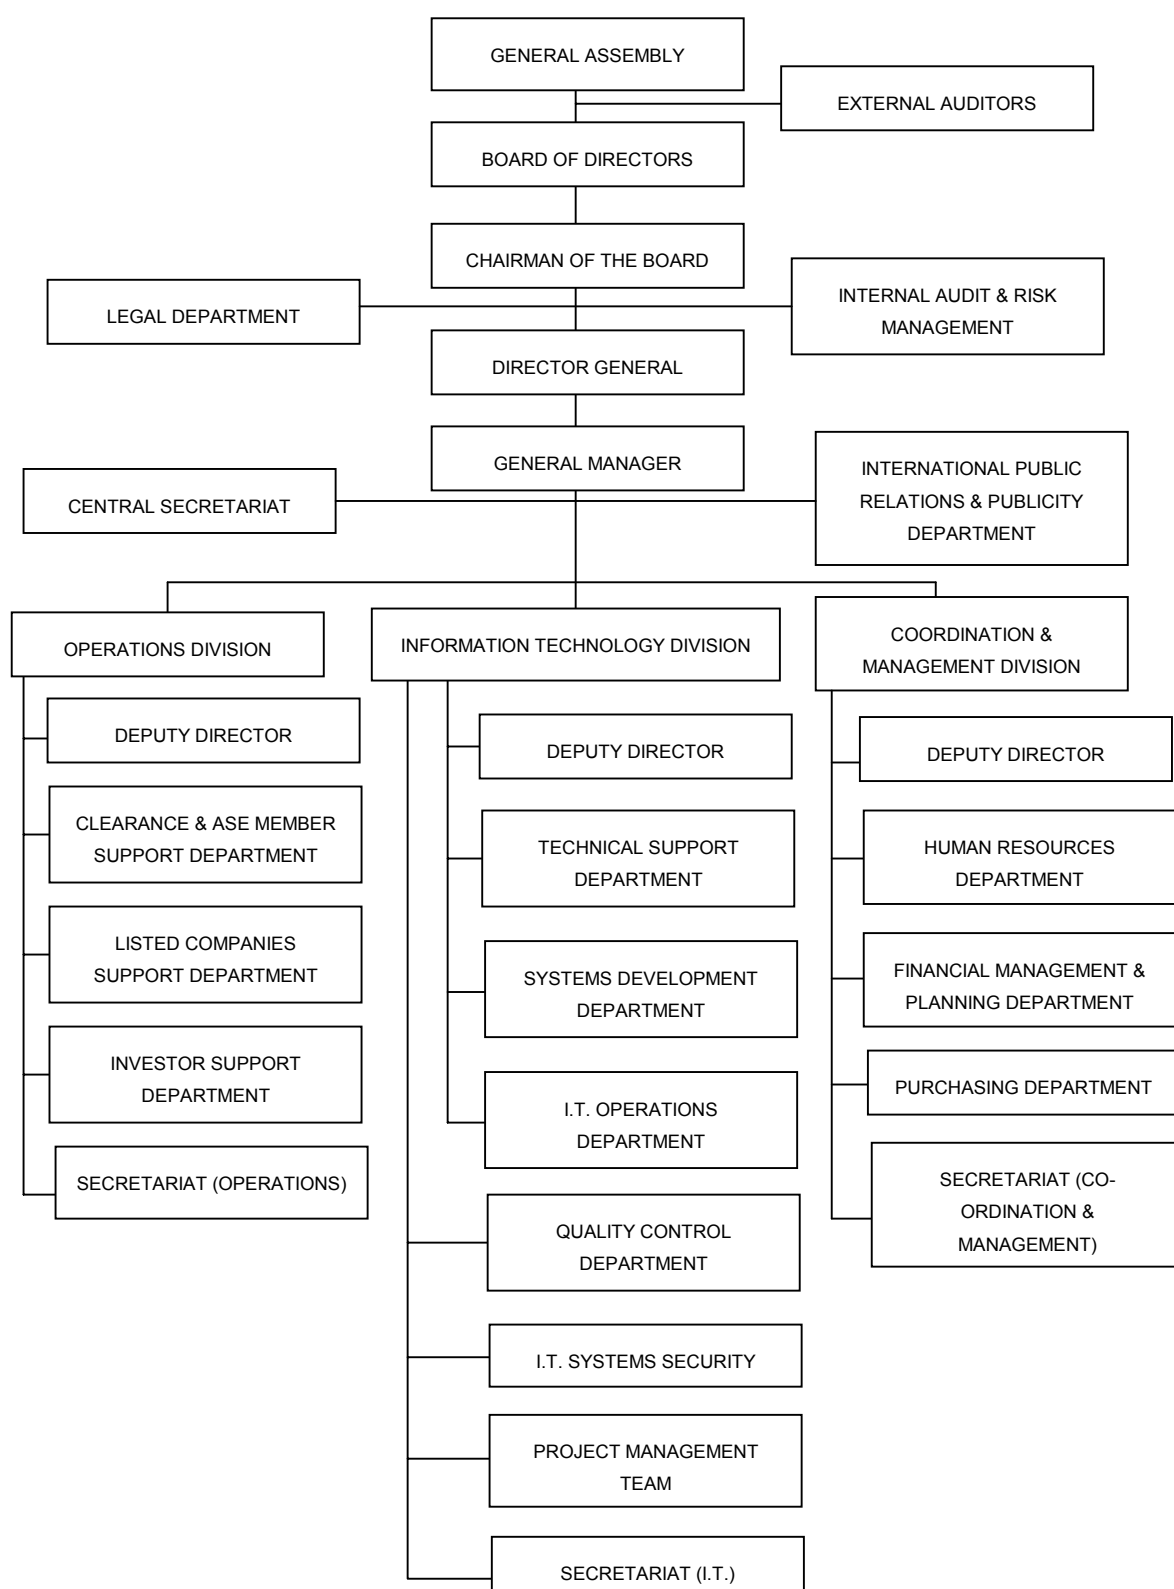 GENERAL ASSEMBLY
EXTERNAL AUDITORS
BOARD OF DIRECTORS
CHAIRMAN OF THE BOARD
LEGAL DEPARTMENT
INTERNAL AUDIT & RISK
MANAGEMENT
DIRECTOR GENERAL
GENERAL MANAGER
CENTRAL SECRETARIAT
INTERNATIONAL PUBLIC
RELATIONS & PUBLICITY
DEPARTMENT
OPERATIONS DIVISION
DEPUTY DIRECTOR
CLEARANCE & ASE MEMBER
SUPPORT DEPARTMENT
LISTED COMPANIES
SUPPORT DEPARTMENT
INVESTOR SUPPORT
DEPARTMENT
SECRETARIAT (OPERATIONS)
INFORMATION TECHNOLOGY DIVISION
DEPUTY DIRECTOR
TECHNICAL SUPPORT
DEPARTMENT
SYSTEMS DEVELOPMENT
DEPARTMENT
I.T. OPERATIONS
DEPARTMENT
QUALITY CONTROL
DEPARTMENT
I.T. SYSTEMS SECURITY
PROJECT MANAGEMENT
TEAM
SECRETARIAT (I.T.)
COORDINATION &
MANAGEMENT DIVISION
DEPUTY DIRECTOR
HUMAN RESOURCES
DEPARTMENT
FINANCIAL MANAGEMENT &
PLANNING DEPARTMENT
PURCHASING DEPARTMENT
SECRETARIAT (CO-
ORDINATION &
MANAGEMENT)